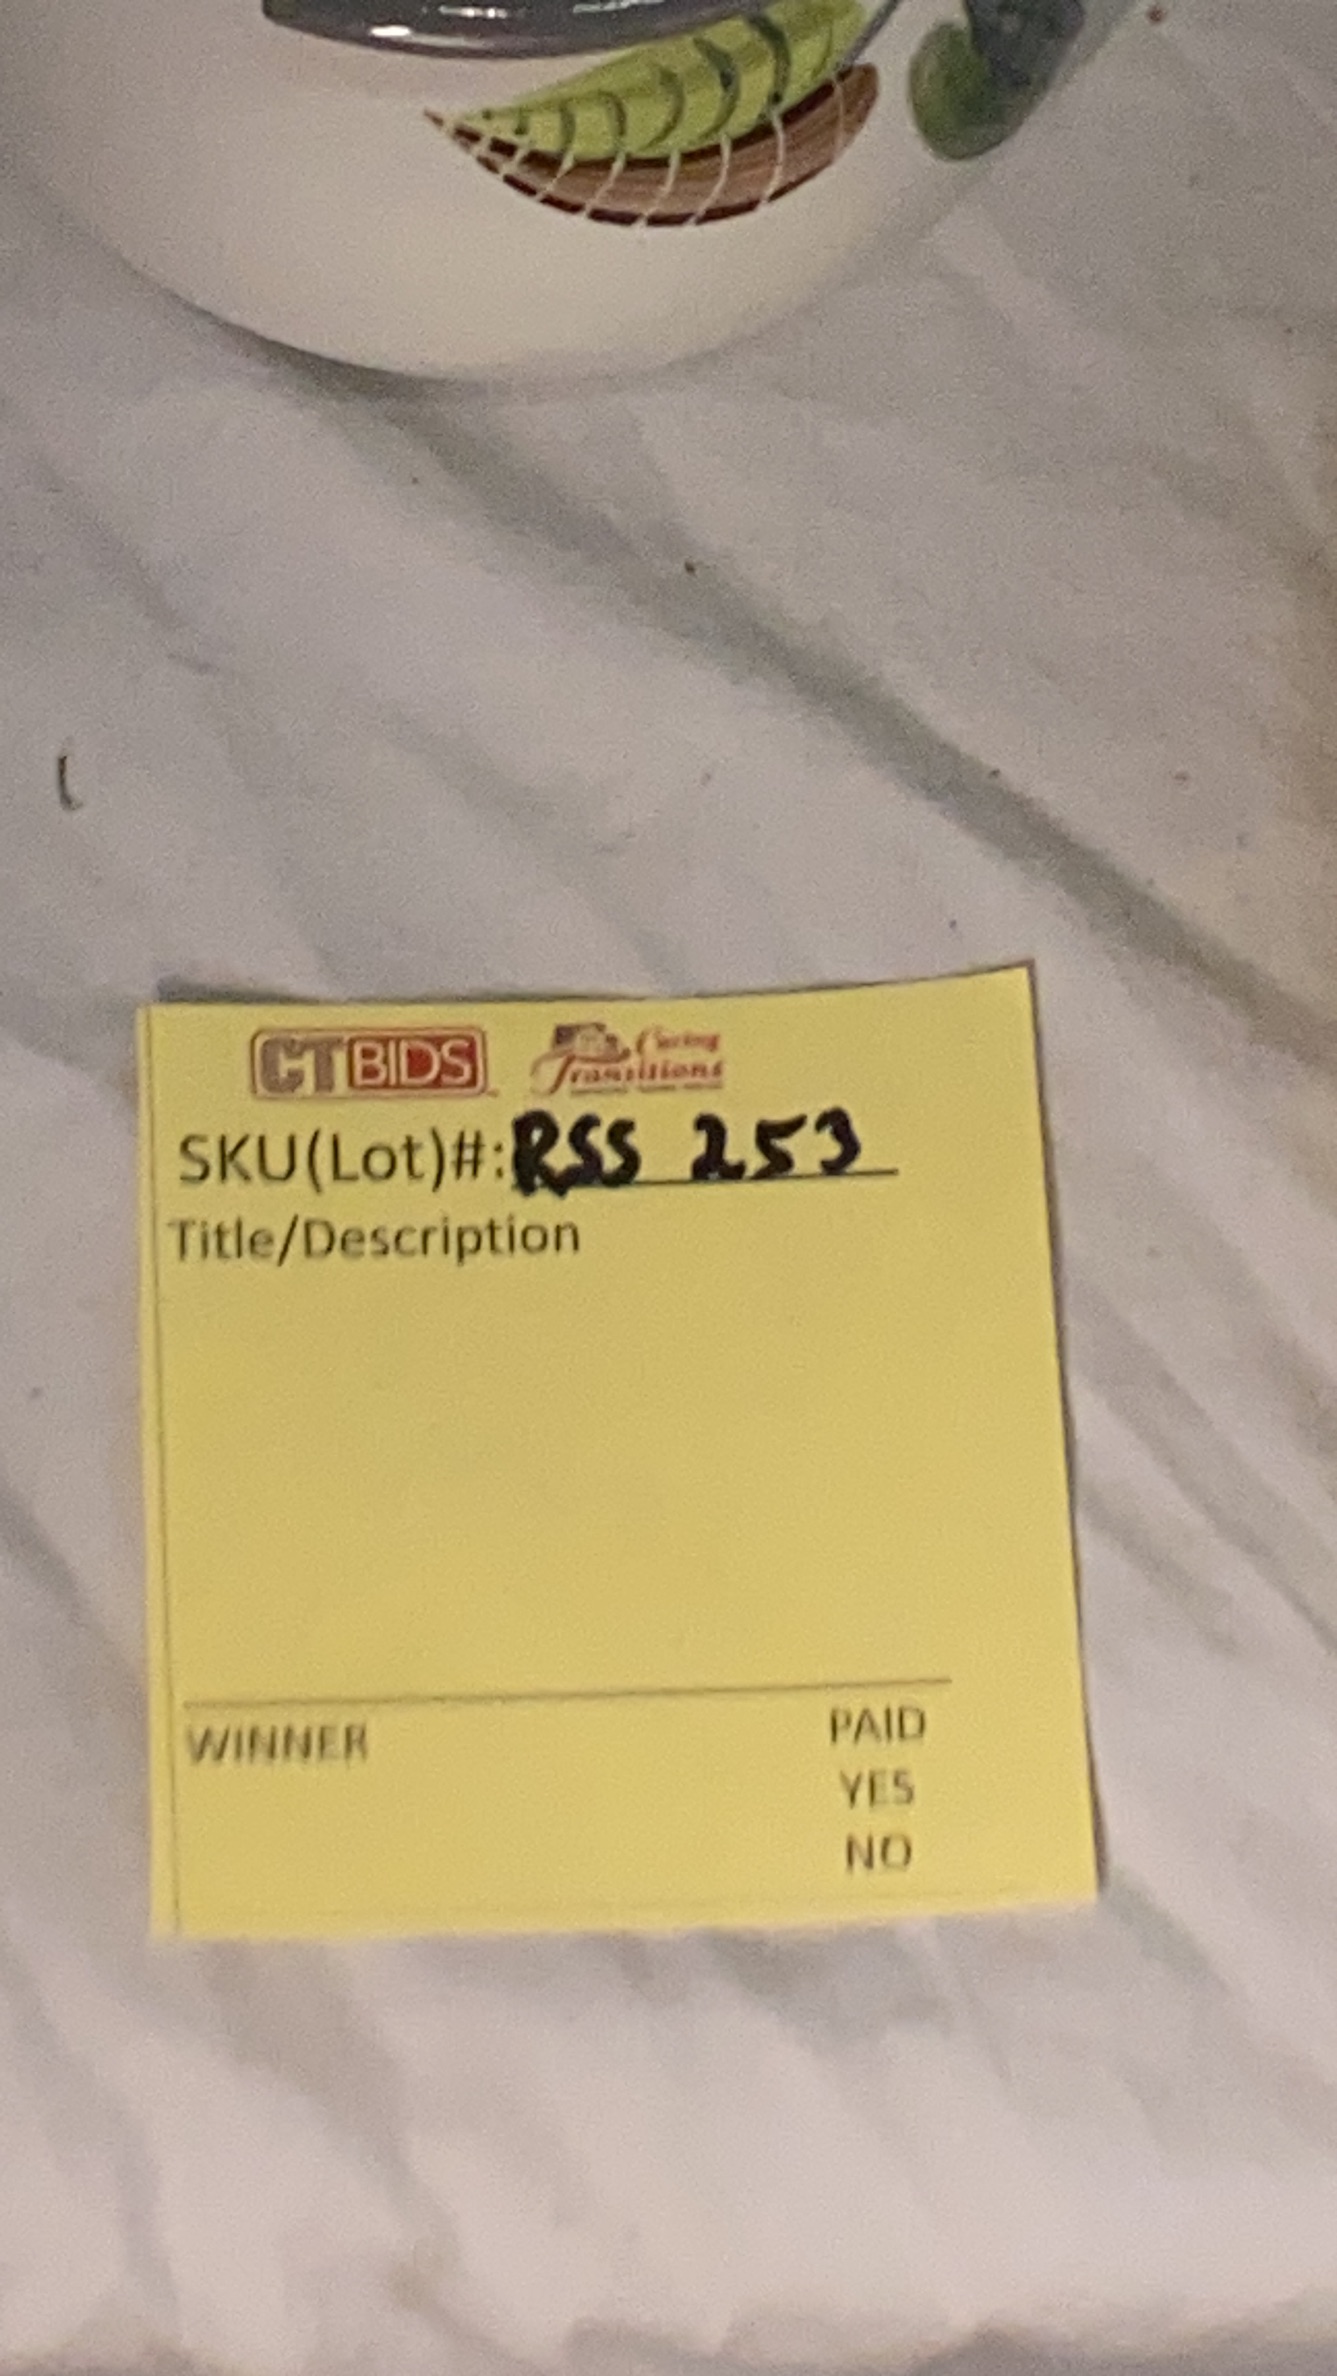 CTBIDS Caring Transitions
SKU(Lot)#: RSS 253
Title/Description
WINNER PAID
YES
NO